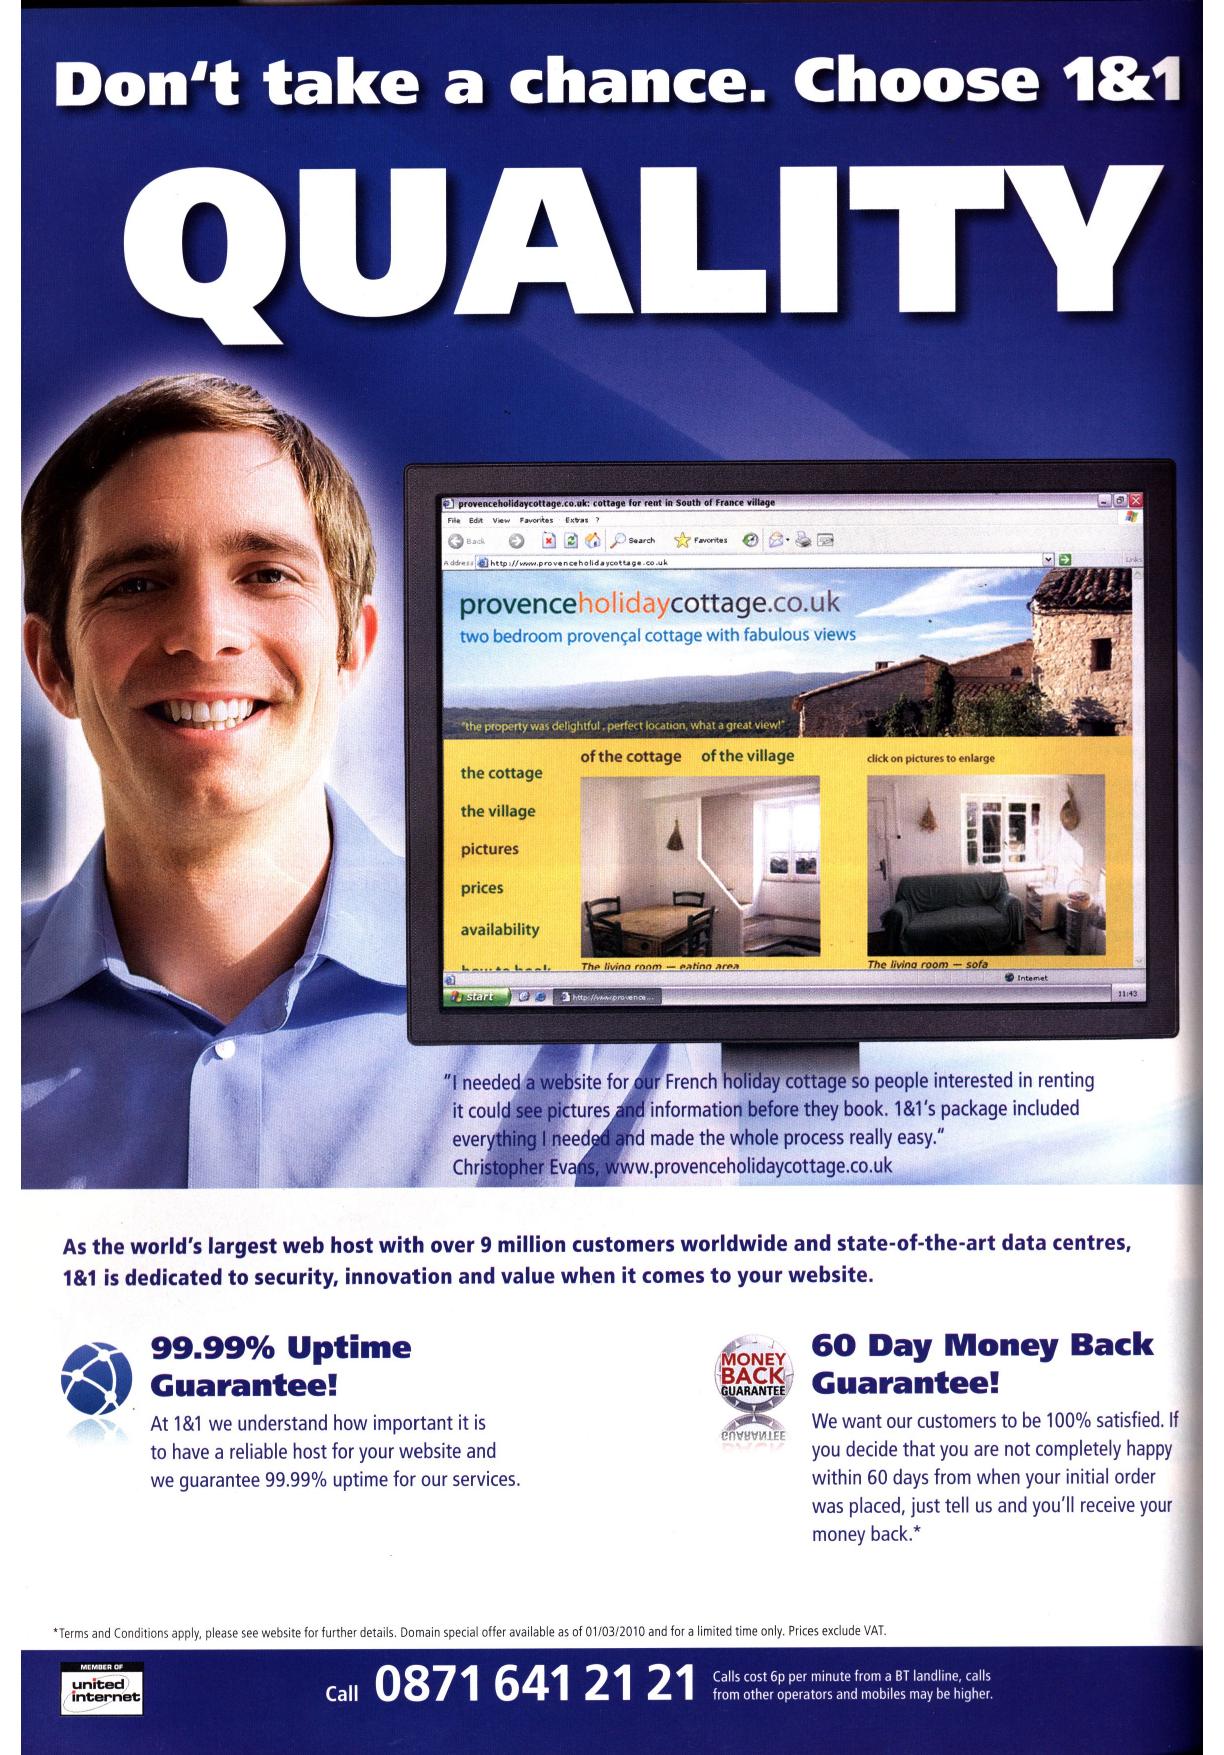 Don't take a chance. Choose 1&1
QUALITY
provenceholidaycottage.co.uk: cottage for rent in South of France village
File Edit View Favorites Extras ?
Back Search Favorites
Address http://www.provenceholidaycottage.co.uk Links
provenceholidaycottage.co.uk
two bedroom provençal cottage with fabulous views
"the property was delightful , perfect location, what a great view!"
of the cottage of the village click on pictures to enlarge
the cottage
the village
pictures
prices
availability
how to book
The living room — eating area The living room — sofa
Internet
start http://www.provence... 11:43
"I needed a website for our French holiday cottage so people interested in renting
it could see pictures and information before they book. 1&1's package included
everything I needed and made the whole process really easy."
Christopher Evans, www.provenceholidaycottage.co.uk
As the world's largest web host with over 9 million customers worldwide and state-of-the-art data centres,
1&1 is dedicated to security, innovation and value when it comes to your website.
99.99% Uptime
Guarantee!
At 1&1 we understand how important it is
to have a reliable host for your website and
we guarantee 99.99% uptime for our services.
MONEY
BACK
GUARANTEE
60 Day Money Back
Guarantee!
We want our customers to be 100% satisfied. If
you decide that you are not completely happy
within 60 days from when your initial order
was placed, just tell us and you'll receive your
money back.*
*Terms and Conditions apply, please see website for further details. Domain special offer available as of 01/03/2010 and for a limited time only. Prices exclude VAT.
MEMBER OF
united
internet
Call 0871 641 21 21
Calls cost 6p per minute from a BT landline, calls
from other operators and mobiles may be higher.